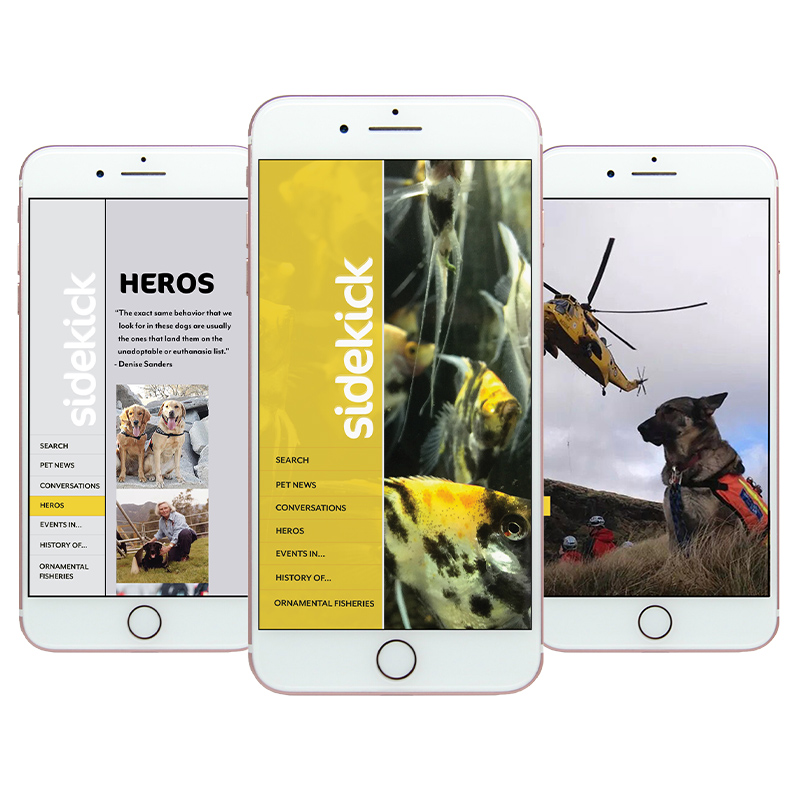 sidekick
SEARCH
PET NEWS
CONVERSATIONS
HEROS
EVENTS IN...
HISTORY OF...
ORNAMENTAL
FISHERIES
HEROS
"The exact same behavior that we
look for in these dogs are usually
the ones that land them on the
unadoptable or euthanasia list."
- Denise Sanders
sidekick
SEARCH
PET NEWS
CONVERSATIONS
HEROS
EVENTS IN...
HISTORY OF...
ORNAMENTAL FISHERIES